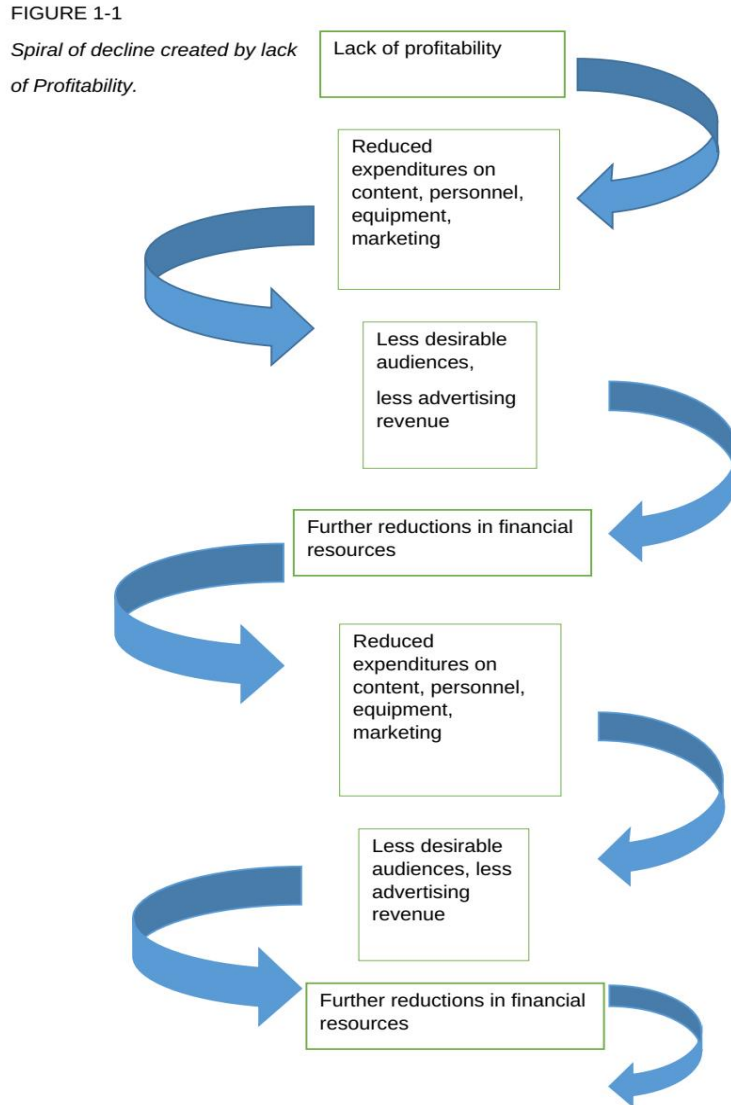 FIGURE 1-1
Spiral of decline created by lack
of Profitability.
Lack of profitability
Reduced
expenditures on
content, personnel,
equipment,
marketing
Less desirable
audiences,
less advertising
revenue
Further reductions in financial
resources
Reduced
expenditures on
content, personnel,
equipment,
marketing
Less desirable
audiences, less
advertising
revenue
Further reductions in financial
resources